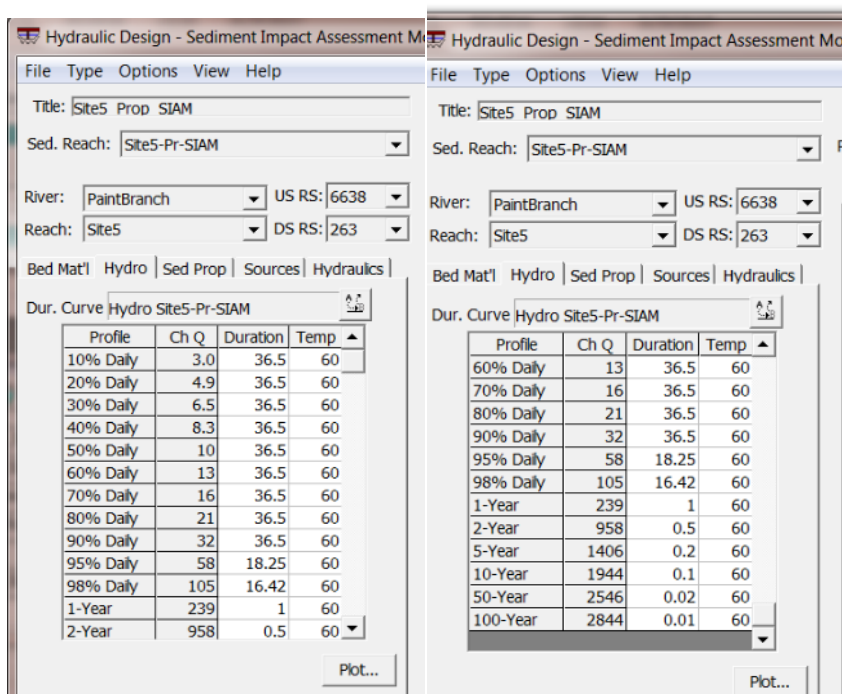 Hydraulic Design - Sediment Impact Assessment M
File Type Options View Help
Title: Site5 Prop SIAM
Sed. Reach: Site5-Pr-SIAM
River: PaintBranch US RS: 6638
Reach: Site5 DS RS: 263
Bed Mat'l Hydro Sed Prop Sources Hydraulics
Dur. Curve Hydro Site5-Pr-SIAM
Profile Ch Q Duration Temp
10% Daily 3.0 36.5 60
20% Daily 4.9 36.5 60
30% Daily 6.5 36.5 60
40% Daily 8.3 36.5 60
50% Daily 10 36.5 60
60% Daily 13 36.5 60
70% Daily 16 36.5 60
80% Daily 21 36.5 60
90% Daily 32 36.5 60
95% Daily 58 18.25 60
98% Daily 105 16.42 60
1-Year 239 1 60
2-Year 958 0.5 60
Plot...
Hydraulic Design - Sediment Impact Assessment Mo
File Type Options View Help
Title: Site5 Prop SIAM
Sed. Reach: Site5-Pr-SIAM
River: PaintBranch US RS: 6638
Reach: Site5 DS RS: 263
Bed Mat'l Hydro Sed Prop Sources Hydraulics
Dur. Curve Hydro Site5-Pr-SIAM
Profile Ch Q Duration Temp
60% Daily 13 36.5 60
70% Daily 16 36.5 60
80% Daily 21 36.5 60
90% Daily 32 36.5 60
95% Daily 58 18.25 60
98% Daily 105 16.42 60
1-Year 239 1 60
2-Year 958 0.5 60
5-Year 1406 0.2 60
10-Year 1944 0.1 60
50-Year 2546 0.02 60
100-Year 2844 0.01 60
Plot...